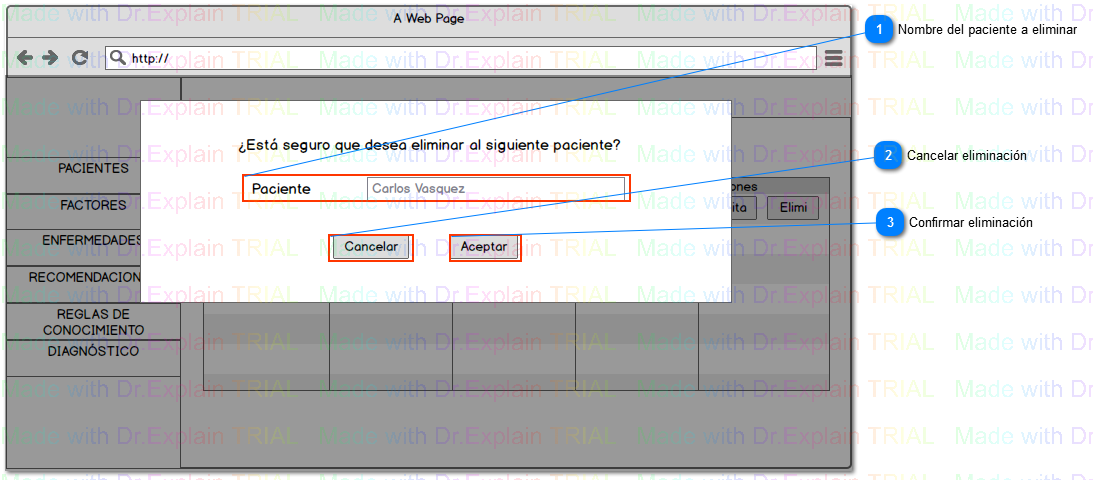 A Web Page
http://
1 Nombre del paciente a eliminar
¿Está seguro que desea eliminar al siguiente paciente?
2 Cancelar eliminación
PACIENTES
Paciente Carlos Vasquez
ones
FACTORES
ita Elimi
3 Confirmar eliminación
ENFERMEDADES
Cancelar Aceptar
RECOMENDACION
REGLAS DE
CONOCIMIENTO
DIAGNÓSTICO
Made with Dr.Explain TRIAL